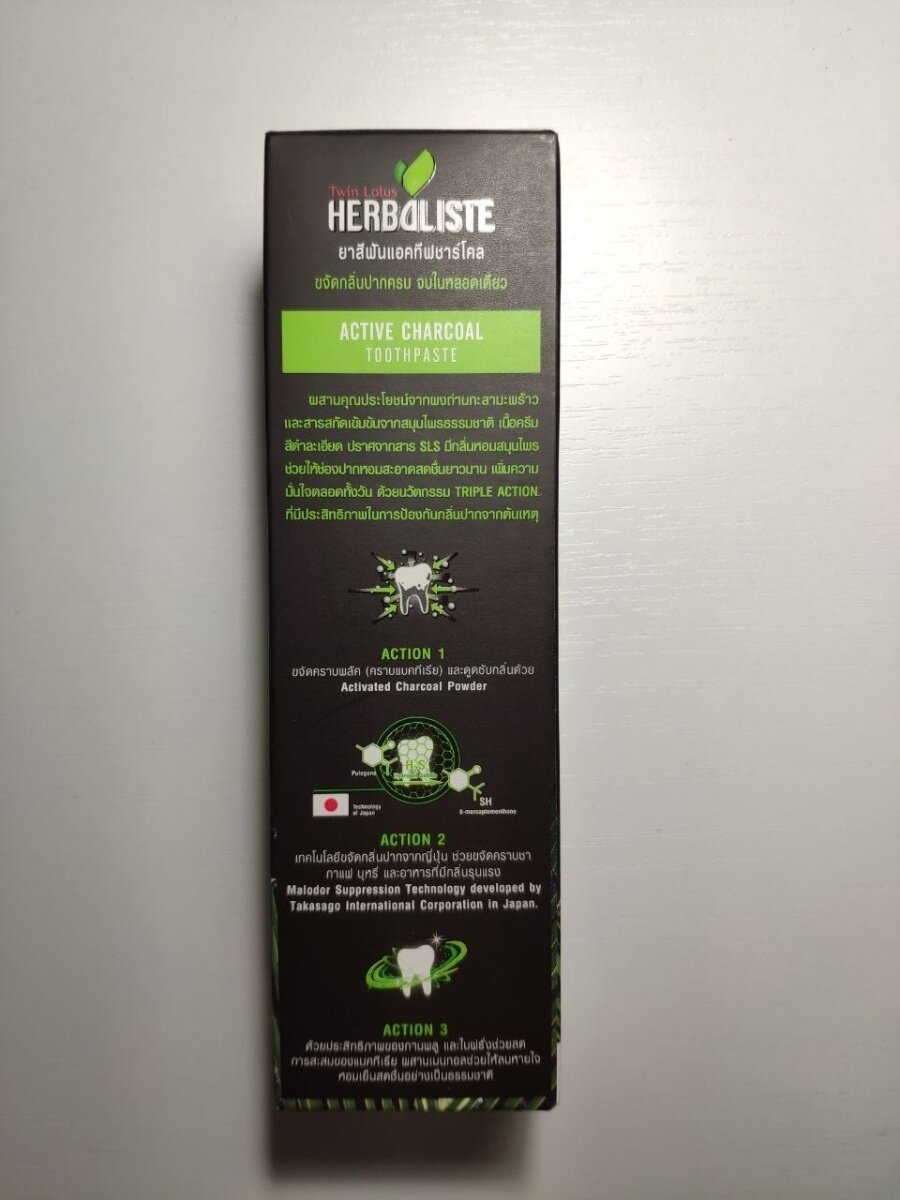 Twin Lotus
HERBALISTE
ยาสีฟันแอคทีฟชาร์โคล
ขจัดกลิ่นปากครบ จบในหลอดเดียว
ACTIVE CHARCOAL
TOOTHPASTE
ผสานคุณประโยชน์จากผงถ่านกะลามะพร้าว
และสารสกัดเข้มข้นจากสมุนไพรธรรมชาติ เนื้อครีม
สีดำละเอียด ปราศจากสาร SLS มีกลิ่นหอมสมุนไพร
ช่วยให้ช่องปากหอมสะอาดสดชื่นยาวนาน เพิ่มความ
มั่นใจตลอดทั้งวัน ด้วยนวัตกรรม TRIPLE ACTION
ที่มีประสิทธิภาพในการป้องกันกลิ่นปากจากต้นเหตุ
ACTION 1
ขจัดคราบพลัค (คราบแบคทีเรีย) และดูดซับกลิ่นด้วย
Activated Charcoal Powder
H₂S
Pulegone
SH
8-mercaptomenthone
Technology
of Japan
ACTION 2
เทคโนโลยีขจัดกลิ่นปากจากญี่ปุ่น ช่วยขจัดคราบชา
กาแฟ บุหรี่ และอาหารที่มีกลิ่นรุนแรง
Malodor Suppression Technology developed by
Takasago International Corporation in Japan.
ACTION 3
ด้วยประสิทธิภาพของกานพลู และใบฝรั่งช่วยลด
การสะสมของแบคทีเรีย ผสานเมนทอลช่วยให้ลมหายใจ
หอมเย็นสดชื่นอย่างเป็นธรรมชาติ